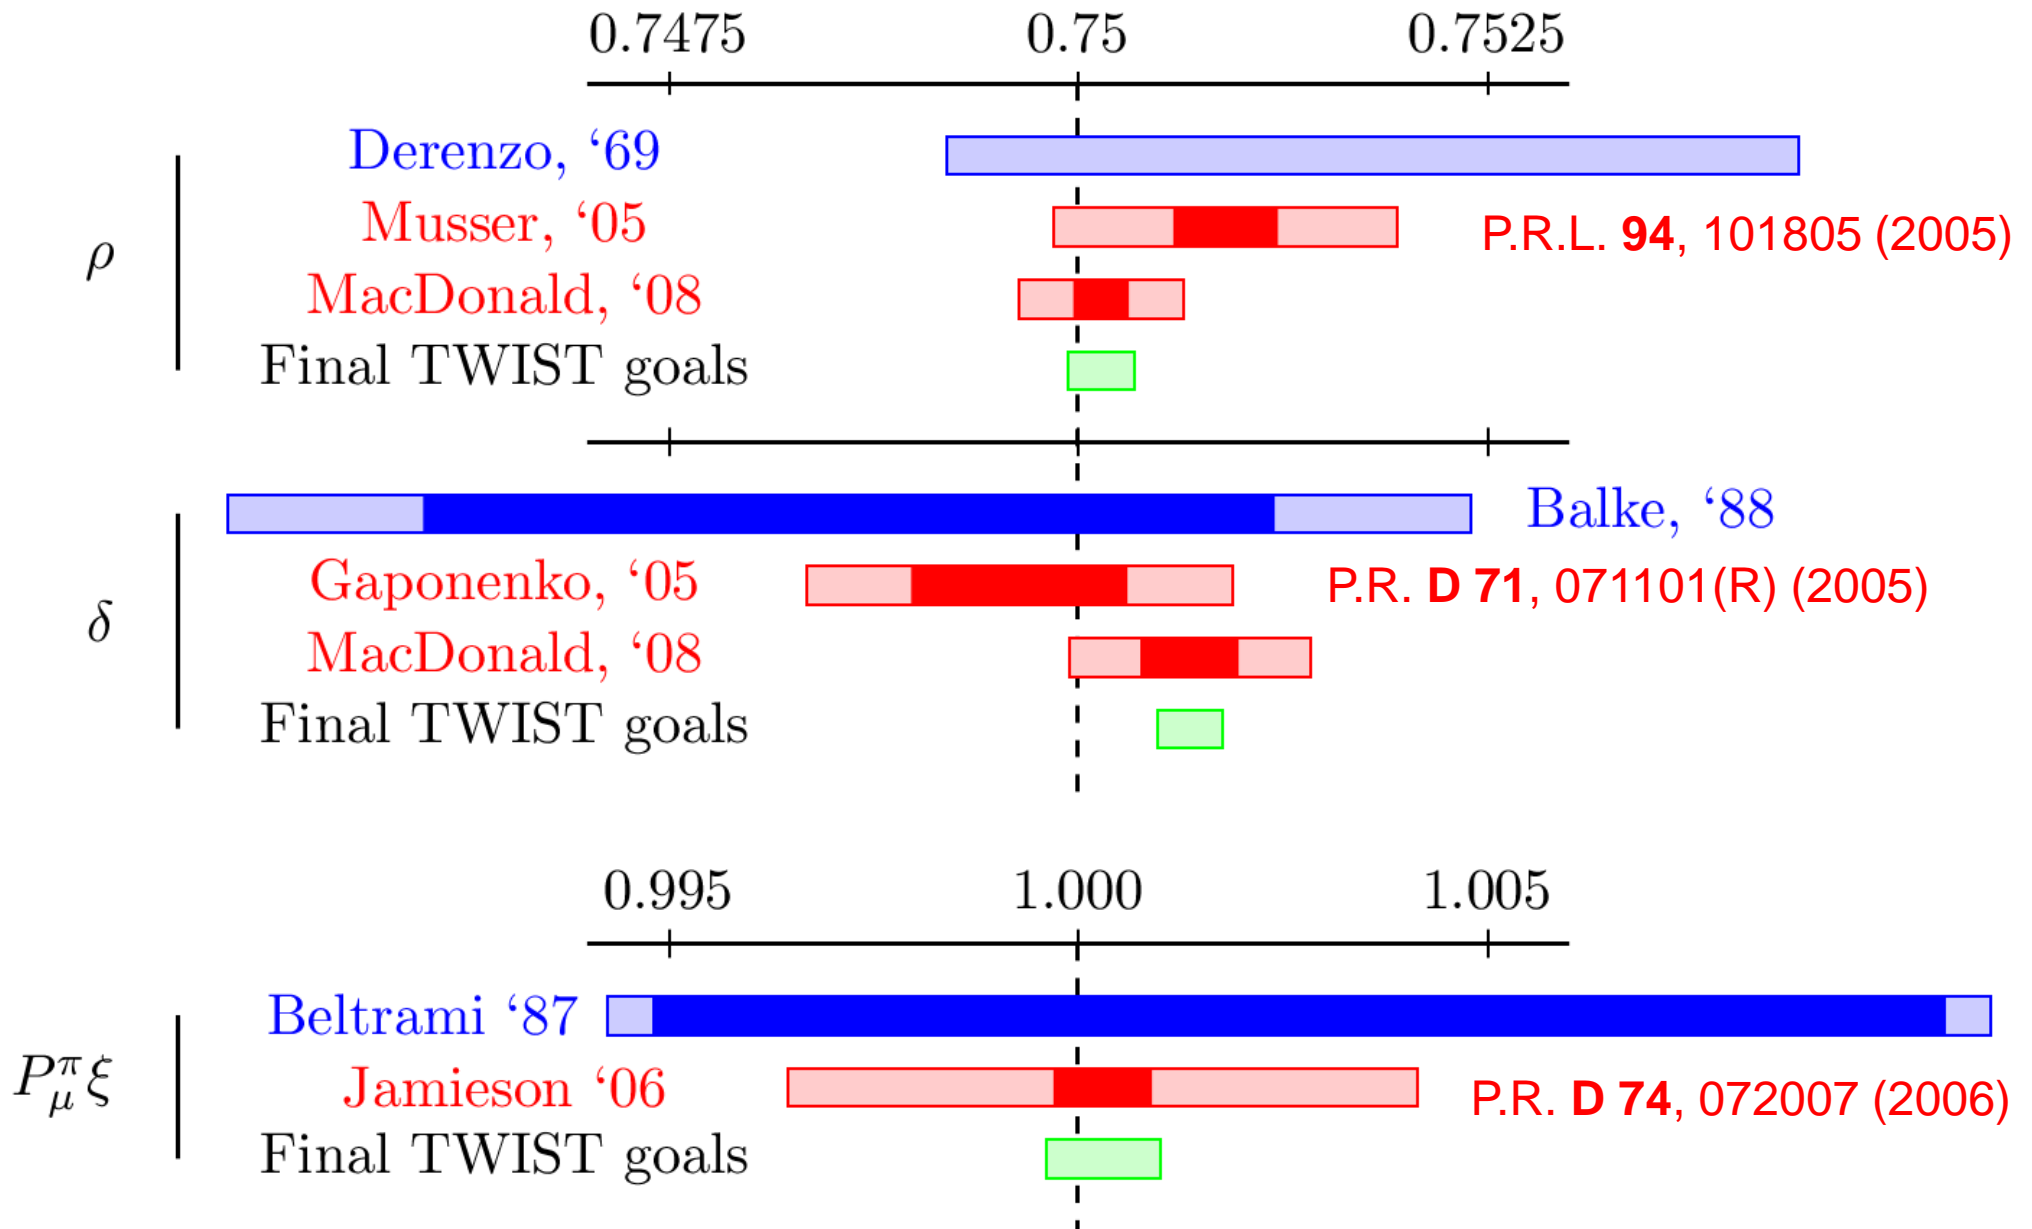 0.7475 0.75 0.7525
Derenzo, ‘69
Musser, ‘05 P.R.L. 94, 101805 (2005)
ρ
MacDonald, ‘08
Final TWIST goals
Balke, ‘88
Gaponenko, ‘05 P.R. D 71, 071101(R) (2005)
δ
MacDonald, ‘08
Final TWIST goals
0.995 1.000 1.005
Beltrami ‘87
P_μ^π ξ
Jamieson ‘06 P.R. D 74, 072007 (2006)
Final TWIST goals